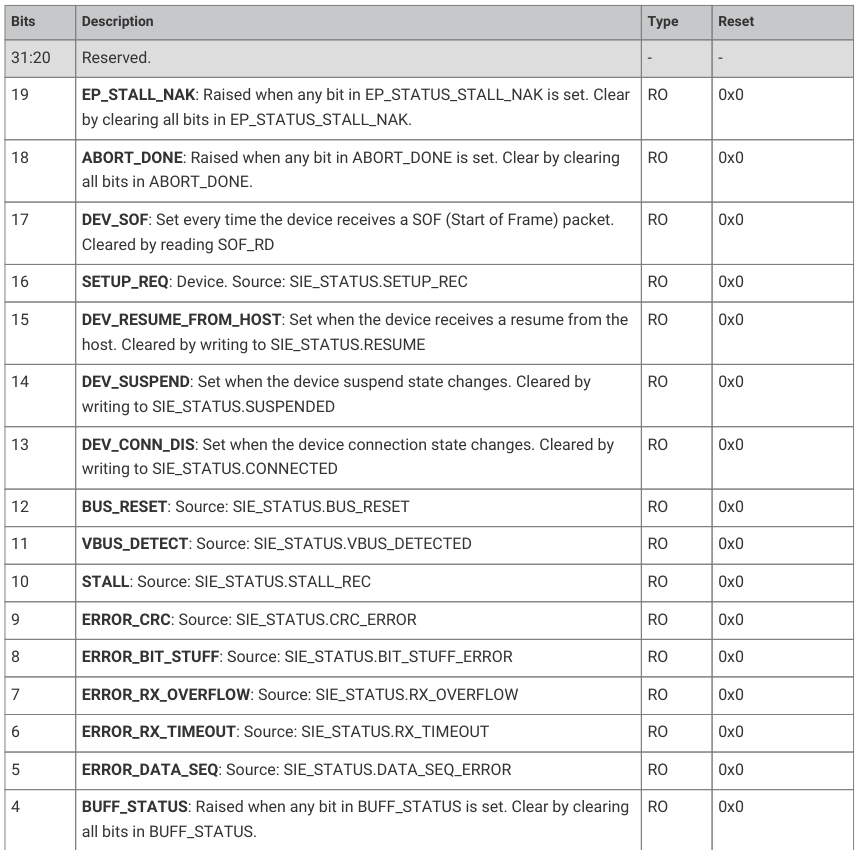 Bits Description Type Reset
31:20 Reserved. - -
19 EP_STALL_NAK: Raised when any bit in EP_STATUS_STALL_NAK is set. Clear RO 0x0
by clearing all bits in EP_STATUS_STALL_NAK.
18 ABORT_DONE: Raised when any bit in ABORT_DONE is set. Clear by clearing RO 0x0
all bits in ABORT_DONE.
17 DEV_SOF: Set every time the device receives a SOF (Start of Frame) packet. RO 0x0
Cleared by reading SOF_RD
16 SETUP_REQ: Device. Source: SIE_STATUS.SETUP_REC RO 0x0
15 DEV_RESUME_FROM_HOST: Set when the device receives a resume from the RO 0x0
host. Cleared by writing to SIE_STATUS.RESUME
14 DEV_SUSPEND: Set when the device suspend state changes. Cleared by RO 0x0
writing to SIE_STATUS.SUSPENDED
13 DEV_CONN_DIS: Set when the device connection state changes. Cleared by RO 0x0
writing to SIE_STATUS.CONNECTED
12 BUS_RESET: Source: SIE_STATUS.BUS_RESET RO 0x0
11 VBUS_DETECT: Source: SIE_STATUS.VBUS_DETECTED RO 0x0
10 STALL: Source: SIE_STATUS.STALL_REC RO 0x0
9 ERROR_CRC: Source: SIE_STATUS.CRC_ERROR RO 0x0
8 ERROR_BIT_STUFF: Source: SIE_STATUS.BIT_STUFF_ERROR RO 0x0
7 ERROR_RX_OVERFLOW: Source: SIE_STATUS.RX_OVERFLOW RO 0x0
6 ERROR_RX_TIMEOUT: Source: SIE_STATUS.RX_TIMEOUT RO 0x0
5 ERROR_DATA_SEQ: Source: SIE_STATUS.DATA_SEQ_ERROR RO 0x0
4 BUFF_STATUS: Raised when any bit in BUFF_STATUS is set. Clear by clearing RO 0x0
all bits in BUFF_STATUS.